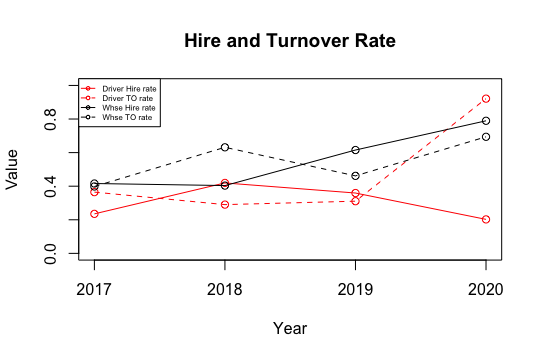 Hire and Turnover Rate
Driver Hire rate
Driver TO rate
Whse Hire rate
Whse TO rate
Value
0.8
0.4
0.0
2017 2018 2019 2020
Year